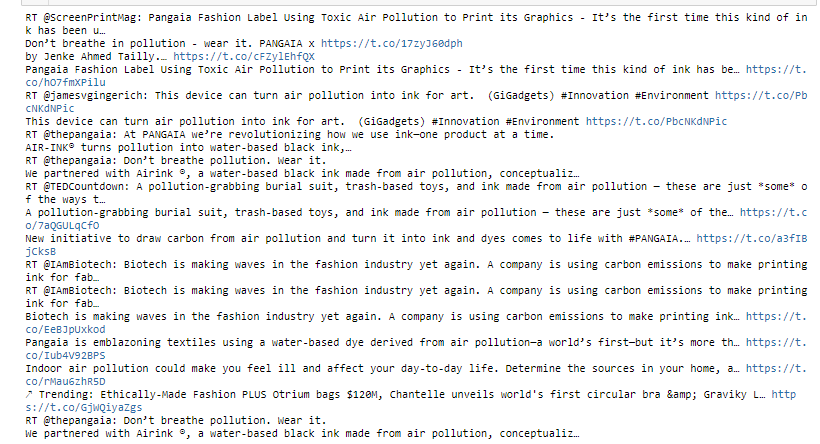 RT @ScreenPrintMag: Pangaia Fashion Label Using Toxic Air Pollution to Print its Graphics - It’s the first time this kind of in
k has been u…
Don’t breathe in pollution - wear it. PANGAIA x https://t.co/17zyJ60dph
by Jenke Ahmed Tailly.… https://t.co/cFZylEhfQX
Pangaia Fashion Label Using Toxic Air Pollution to Print its Graphics - It’s the first time this kind of ink has be… https://t.
co/hO7fmXPilu
RT @jamesvgingerich: This device can turn air pollution into ink for art.  (GiGadgets) #Innovation #Environment https://t.co/Pb
cNKdNPic
This device can turn air pollution into ink for art.  (GiGadgets) #Innovation #Environment https://t.co/PbcNKdNPic
RT @thepangaia: At PANGAIA we’re revolutionizing how we use ink—one product at a time.
AIR-INK® turns pollution into water-based black ink,…
RT @thepangaia: Don’t breathe pollution. Wear it.
We partnered with Airink ®, a water-based black ink made from air pollution, conceptualiz…
RT @TEDCountdown: A pollution-grabbing burial suit, trash-based toys, and ink made from air pollution — these are just *some* o
f the ways t…
A pollution-grabbing burial suit, trash-based toys, and ink made from air pollution — these are just *some* of the… https://t.c
o/7aQGULqCfO
New initiative to draw carbon from air pollution and turn it into ink and dyes comes to life with #PANGAIA.… https://t.co/a3fIB
jCksB
RT @IAmBiotech: Biotech is making waves in the fashion industry yet again. A company is using carbon emissions to make printing
ink for fab…
RT @IAmBiotech: Biotech is making waves in the fashion industry yet again. A company is using carbon emissions to make printing
ink for fab…
Biotech is making waves in the fashion industry yet again. A company is using carbon emissions to make printing ink… https://t.
co/EeBJpUxkod
Pangaia is emblazoning textiles using a water-based dye derived from air pollution—a world’s first—but it’s more th… https://t.
co/Iub4V92BPS
Indoor air pollution could make you feel ill and affect your day-to-day life. Determine the sources in your home, a… https://t.
co/rMau6zhR5D
↗ Trending: Ethically-Made Fashion PLUS Otrium bags $120M, Chantelle unveils world's first circular bra &amp; Graviky L… http
s://t.co/GjWQiyaZgs
RT @thepangaia: Don’t breathe pollution. Wear it.
We partnered with Airink ®, a water-based black ink made from air pollution, conceptualiz…